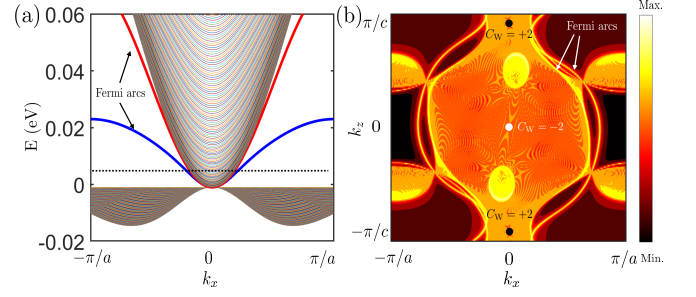 (a)
0.06
0.04
0.02
0
-0.02
E (eV)
Fermi arcs
−π/a
0
π/a
k_x
(b)
π/c
0
−π/c
k_z
C_W = +2
Fermi arcs
C_W = −2
C_W = +2
−π/a
0
π/a
k_x
Max.
Min.